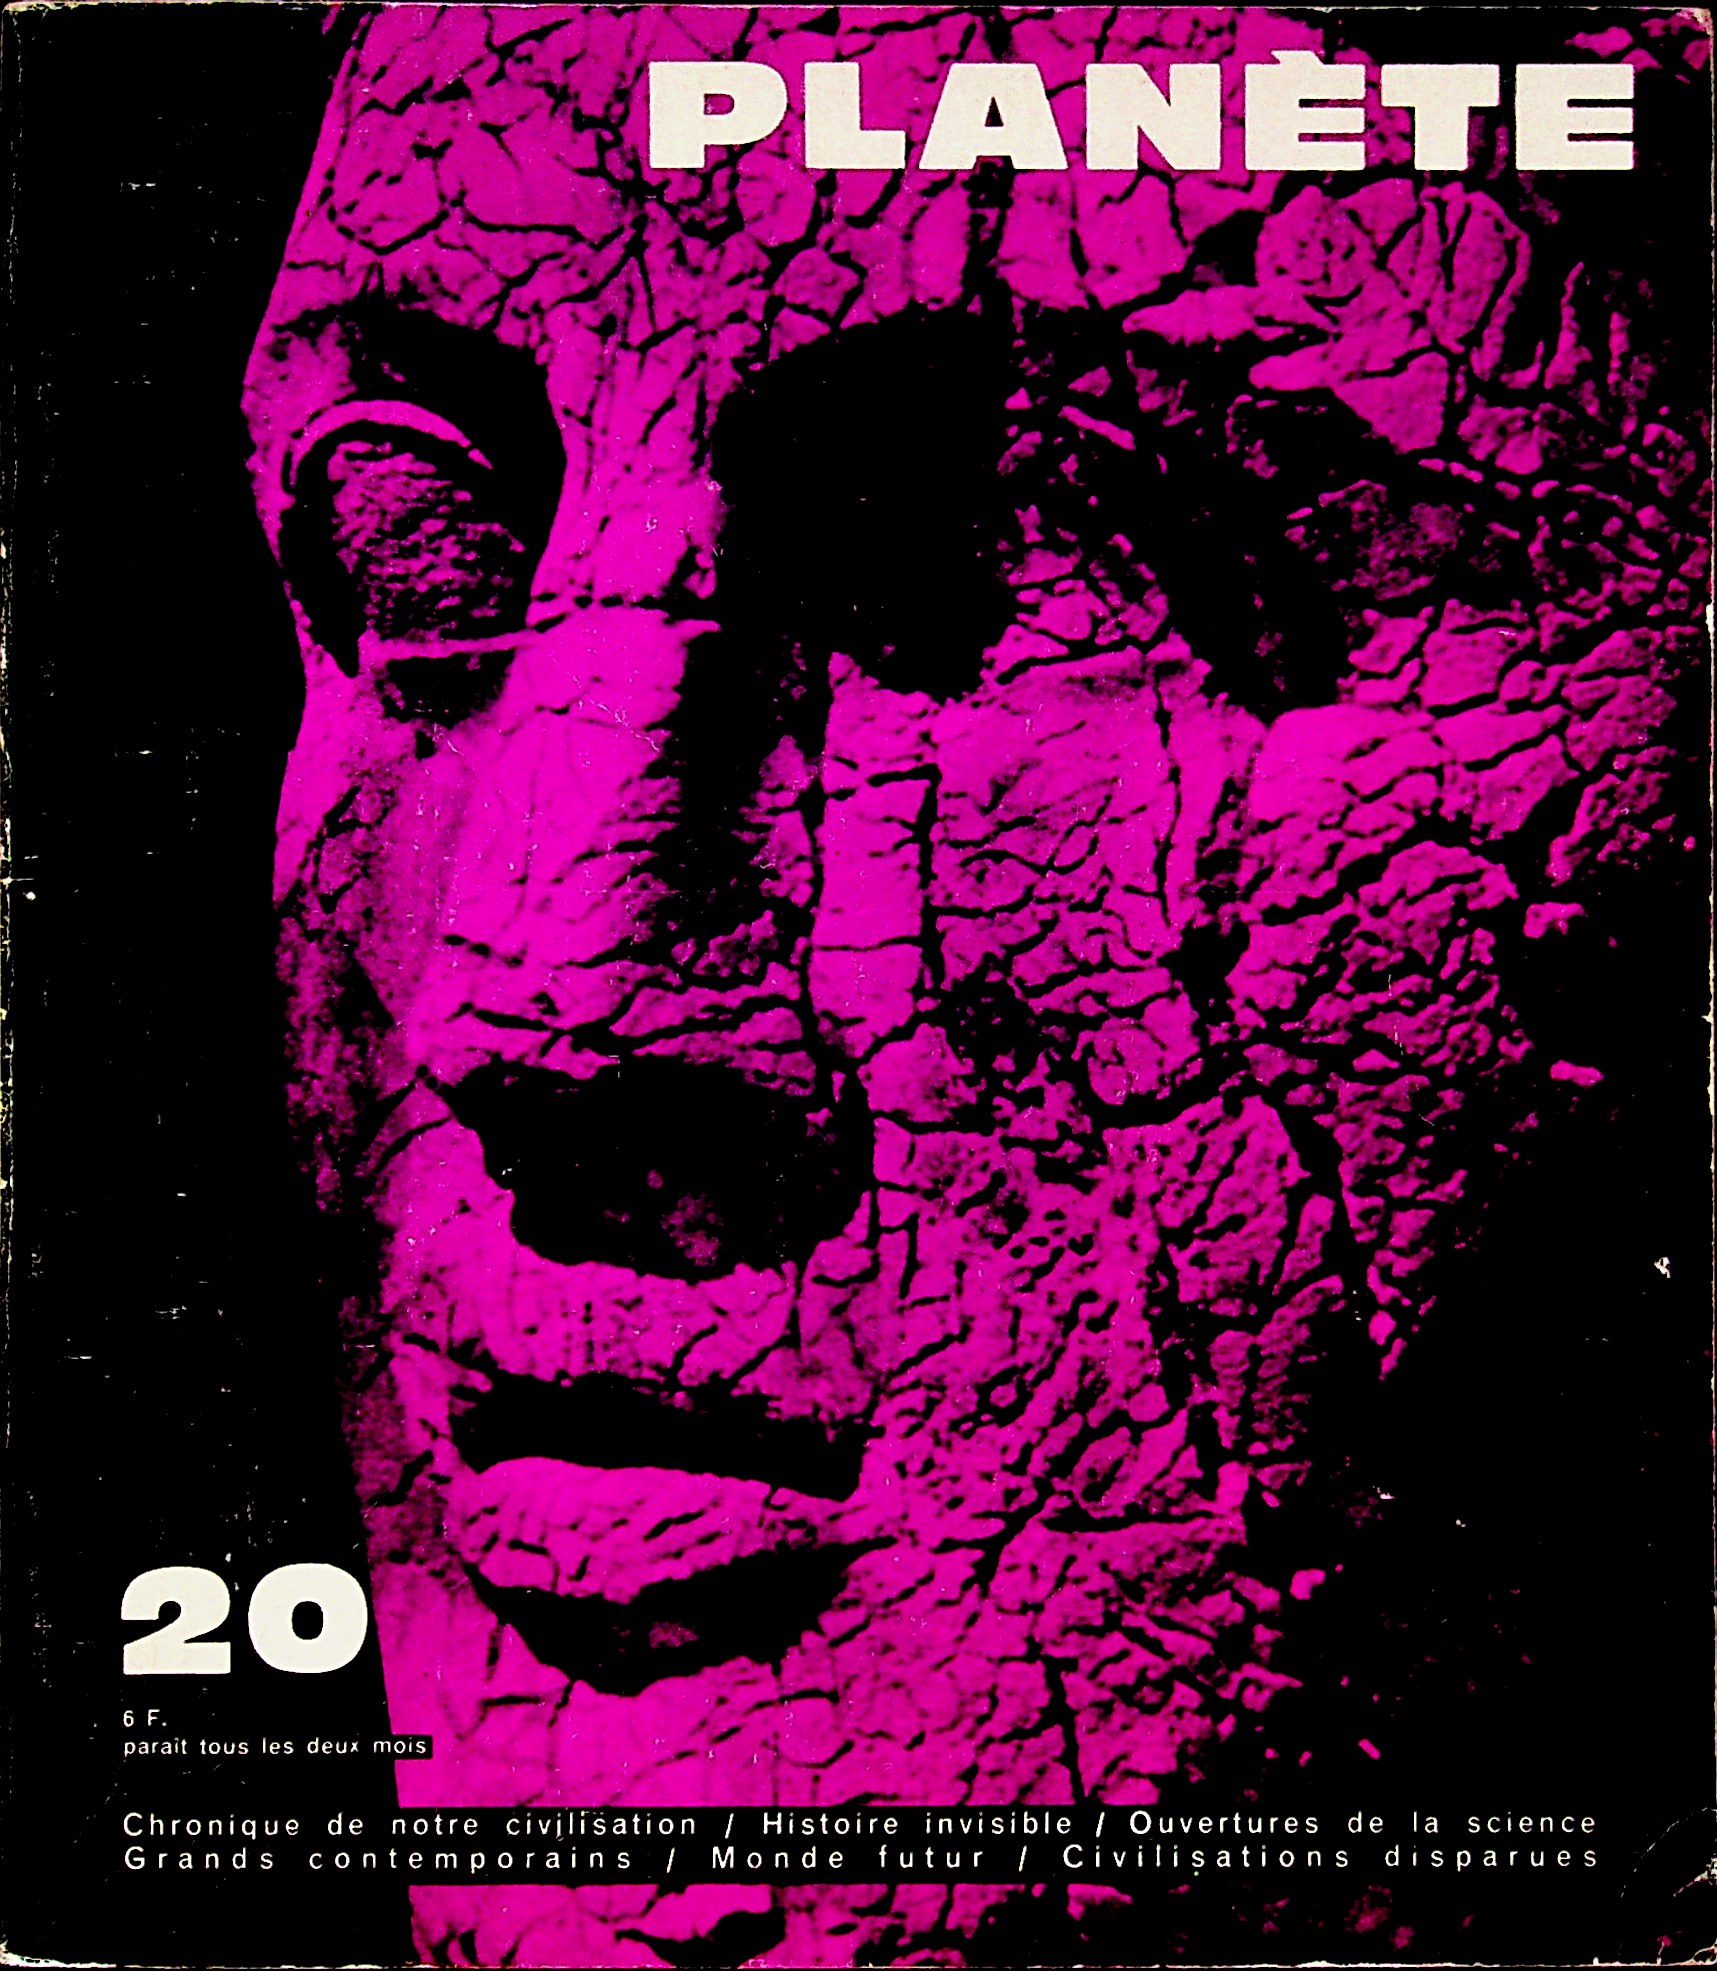 PLANÈTE
20
6 F.
paraît tous les deux mois
Chronique de notre civilisation / Histoire invisible / Ouvertures de la science
Grands contemporains / Monde futur / Civilisations disparues